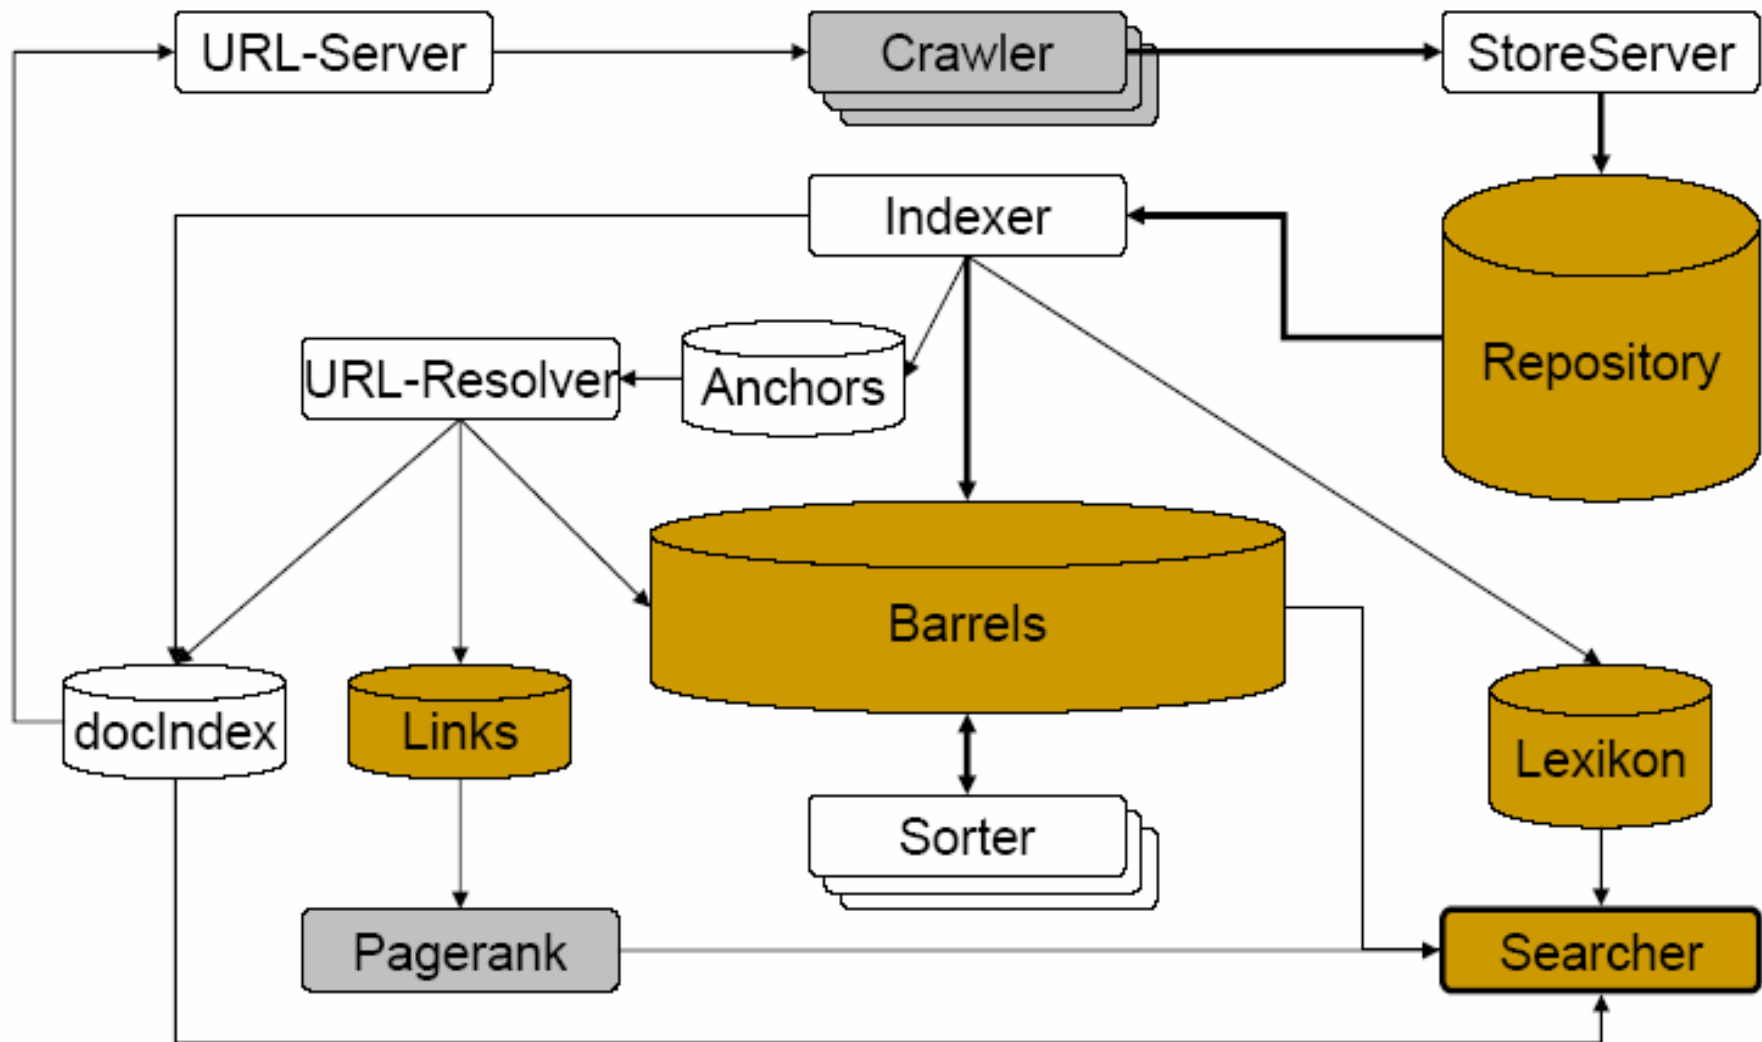 URL-Server
Crawler
StoreServer
Indexer
Repository
URL-Resolver
Anchors
Barrels
docIndex
Links
Lexikon
Sorter
Pagerank
Searcher